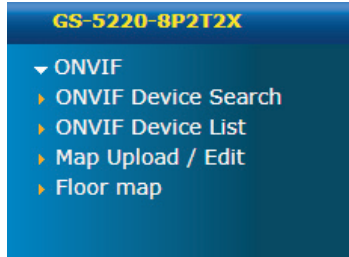 GS-5220-8P2T2X
ONVIF
ONVIF Device Search
ONVIF Device List
Map Upload / Edit
Floor map